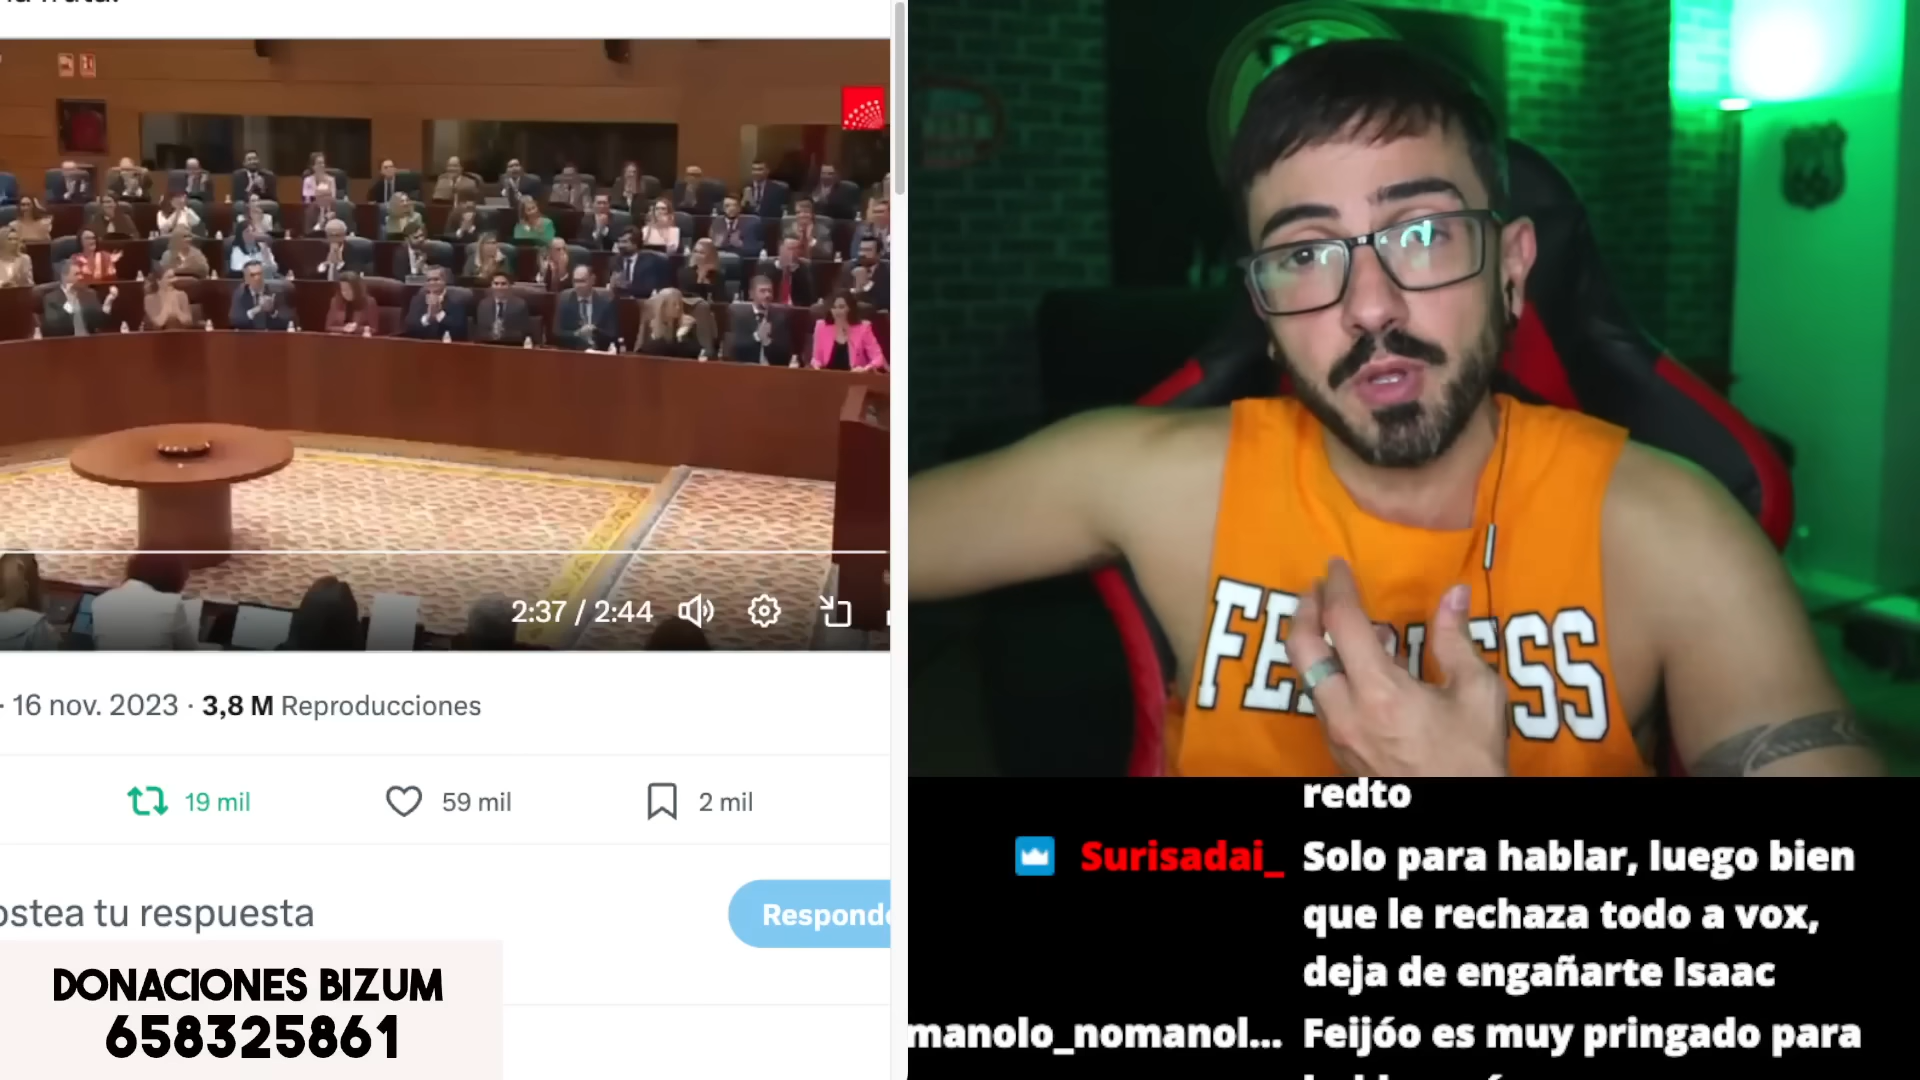 2:37 / 2:44
· 16 nov. 2023 · 3,8 M Reproducciones
19 mil
59 mil
2 mil
ostea tu respuesta
Responde
DONACIONES BIZUM
658325861
redto
Surisadai_ Solo para hablar, luego bien
que le rechaza todo a vox,
deja de engañarte Isaac
manolo_nomanol... Feijóo es muy pringado para